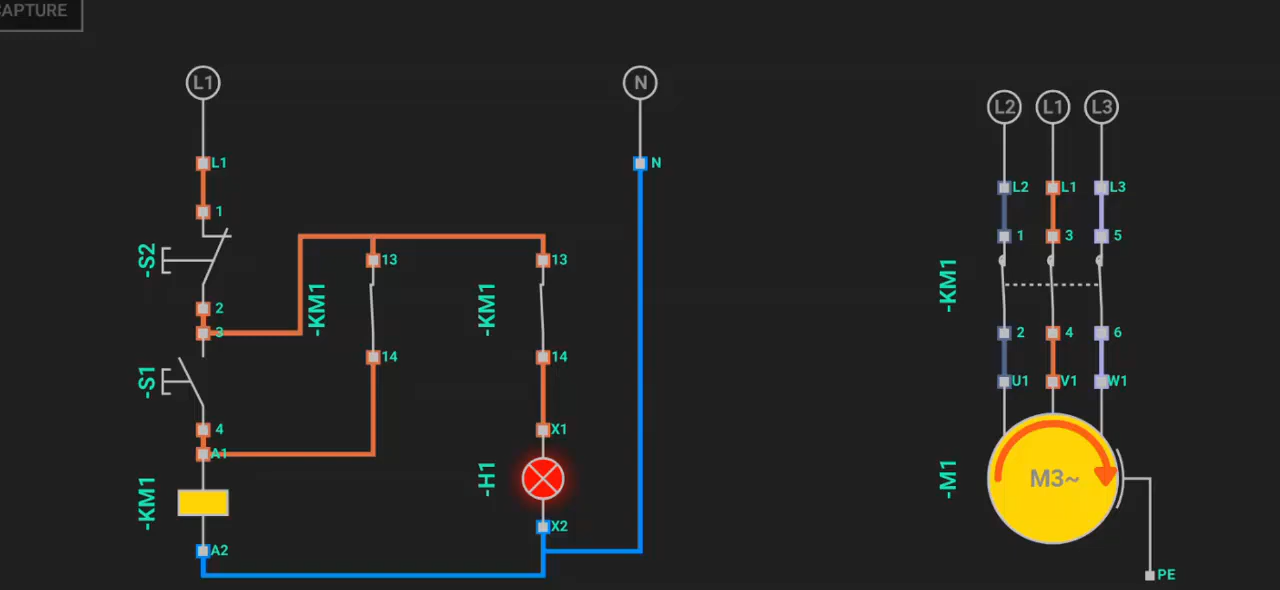 CAPTURE
L1
N
L2 L1 L3
L1
N
L2 L1 L3
1
1 3 5
-S2
13
13
-KM1
-KM1
-KM1
2
3
2 4 6
14
14
-S1
U1 V1 W1
4
X1
A1
-H1
-M1
M3~
-KM1
X2
A2
PE